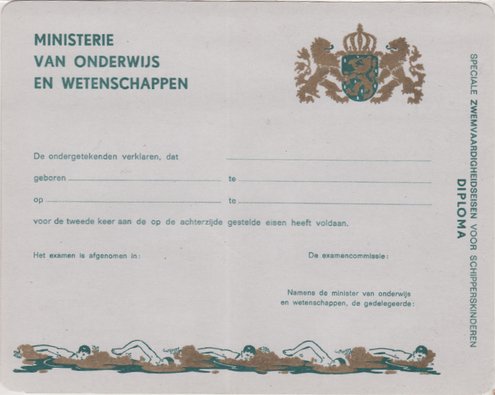 MINISTERIE
VAN ONDERWIJS
EN WETENSCHAPPEN
De ondergetekenden verklaren, dat
geboren te
op te
voor de tweede keer aan de op de achterzijde gestelde eisen heeft voldaan.
Het examen is afgenomen in: De examencommissie:
Namens de minister van onderwijs
en wetenschappen, de gedelegeerde:
SPECIALE ZWEMVAARDIGHEIDSEISEN VOOR SCHIPPERSKINDEREN
DIPLOMA